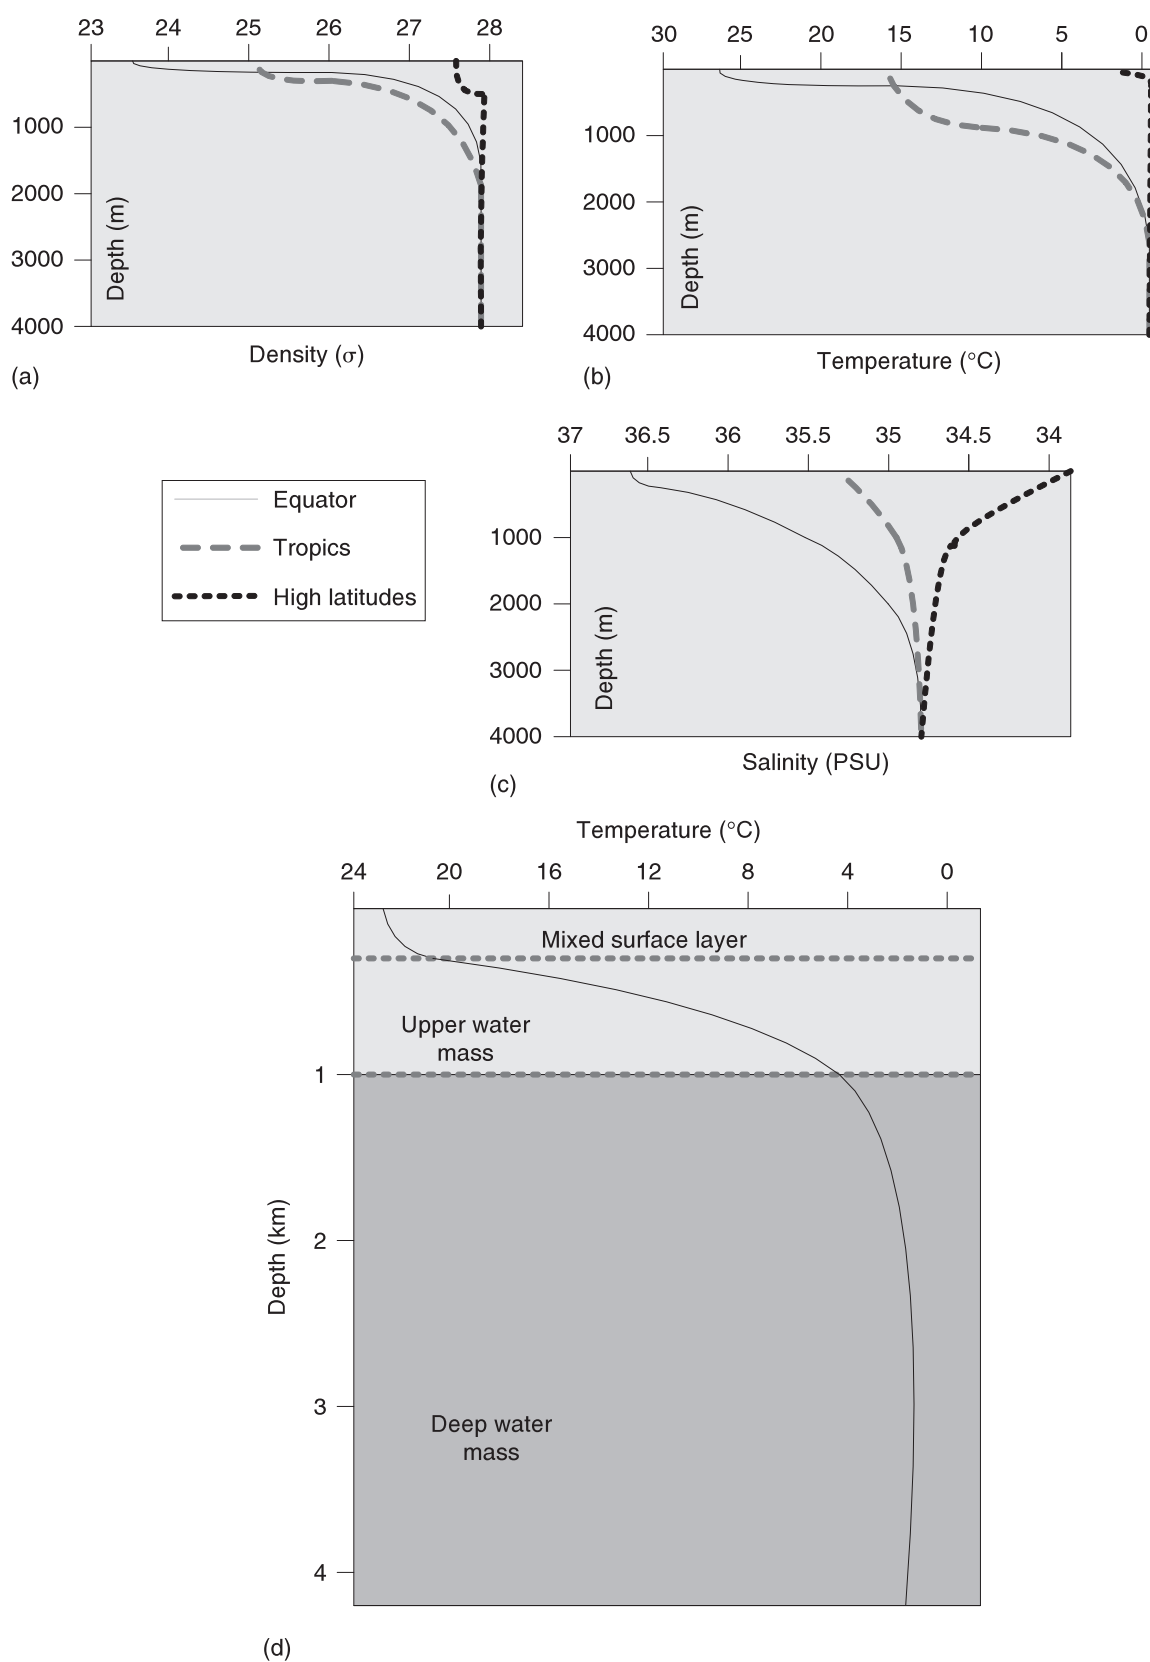 23 24 25 26 27 28
1000
2000
3000
4000
Depth (m)
Density (σ)
(a)
30 25 20 15 10 5 0
1000
2000
3000
4000
Depth (m)
Temperature (°C)
(b)
Equator
Tropics
High latitudes
37 36.5 36 35.5 35 34.5 34
1000
2000
3000
4000
Depth (m)
Salinity (PSU)
(c)
Temperature (°C)
24 20 16 12 8 4 0
Mixed surface layer
Upper water
mass
1
2
3
4
Depth (km)
Deep water
mass
(d)